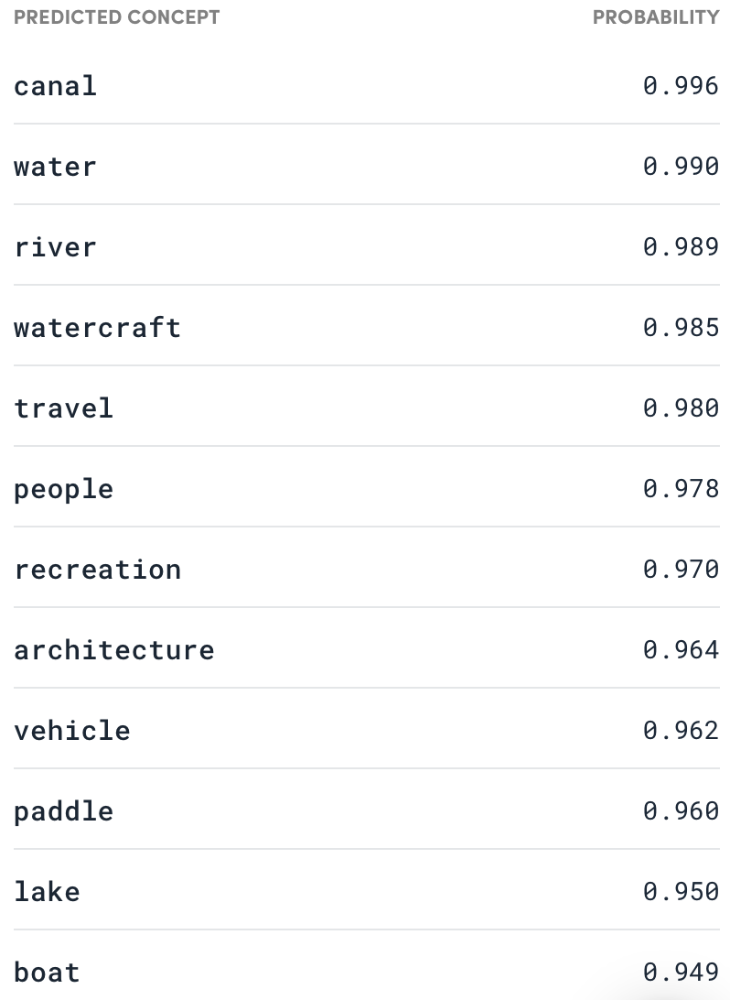 PREDICTED CONCEPT PROBABILITY
canal 0.996
water 0.990
river 0.989
watercraft 0.985
travel 0.980
people 0.978
recreation 0.970
architecture 0.964
vehicle 0.962
paddle 0.960
lake 0.950
boat 0.949